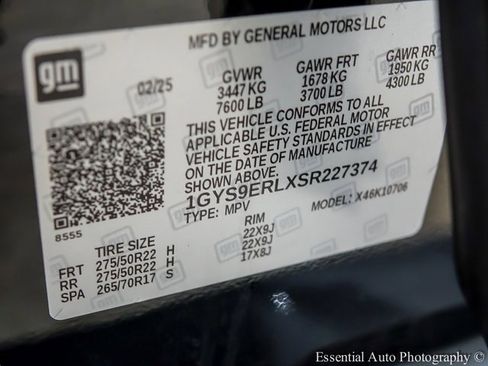 MFD BY GENERAL MOTORS LLC
gm
02/25
GVWR GAWR FRT GAWR RR
3447 KG 1678 KG 1950 KG
7600 LB 3700 LB 4300 LB
THIS VEHICLE CONFORMS TO ALL
APPLICABLE U.S. FEDERAL MOTOR
VEHICLE SAFETY STANDARDS IN EFFECT
ON THE DATE OF MANUFACTURE
SHOWN ABOVE.
1GYS9ERLXSR227374
TYPE: MPV MODEL: X46K10706
8555
TIRE SIZE RIM
FRT 275/50R22 H 22X9J
RR 275/50R22 H 22X9J
SPA 265/70R17 S 17X8J
Essential Auto Photography ©